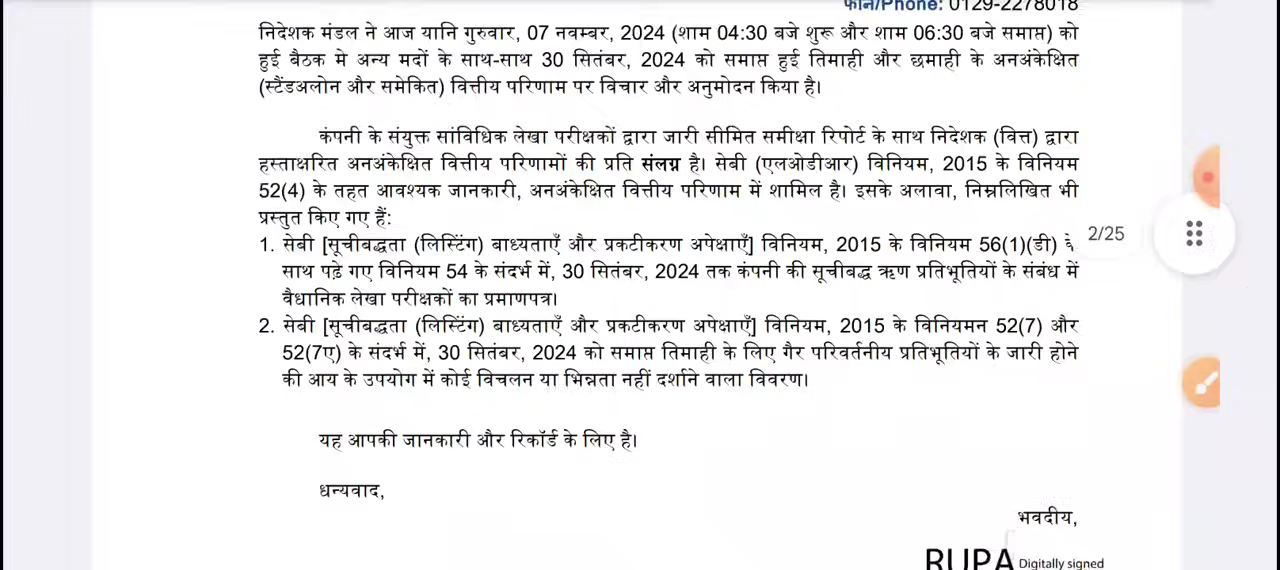 फोन/Phone: 0129-2278018
निदेशक मंडल ने आज यानि गुरुवार, 07 नवम्बर, 2024 (शाम 04:30 बजे शुरू और शाम 06:30 बजे समाप्त) को
हुई बैठक मे अन्य मदों के साथ-साथ 30 सितंबर, 2024 को समाप्त हुई तिमाही और छमाही के अनअंकेक्षित
(स्टैंडअलोन और समेकित) वित्तीय परिणाम पर विचार और अनुमोदन किया है।
कंपनी के संयुक्त सांविधिक लेखा परीक्षकों द्वारा जारी सीमित समीक्षा रिपोर्ट के साथ निदेशक (वित्त) द्वारा
हस्ताक्षरित अनअंकेक्षित वित्तीय परिणामों की प्रति संलग्न है। सेबी (एलओडीआर) विनियम, 2015 के विनियम
52(4) के तहत आवश्यक जानकारी, अनअंकेक्षित वित्तीय परिणाम में शामिल है। इसके अलावा, निम्नलिखित भी
प्रस्तुत किए गए हैं:
1. सेबी [सूचीबद्धता (लिस्टिंग) बाध्यताएँ और प्रकटीकरण अपेक्षाएँ] विनियम, 2015 के विनियम 56(1)(डी)
साथ पढ़े गए विनियम 54 के संदर्भ में, 30 सितंबर, 2024 तक कंपनी की सूचीबद्ध ऋण प्रतिभूतियों के संबंध में
वैधानिक लेखा परीक्षकों का प्रमाणपत्र।
2. सेबी [सूचीबद्धता (लिस्टिंग) बाध्यताएँ और प्रकटीकरण अपेक्षाएँ] विनियम, 2015 के विनियमन 52(7) और
52(7ए) के संदर्भ में, 30 सितंबर, 2024 को समाप्त तिमाही के लिए गैर परिवर्तनीय प्रतिभूतियों के जारी होने
की आय के उपयोग में कोई विचलन या भिन्नता नहीं दर्शाने वाला विवरण।
यह आपकी जानकारी और रिकॉर्ड के लिए है।
धन्यवाद,
भवदीय,
RUPA Digitally signed
2/25